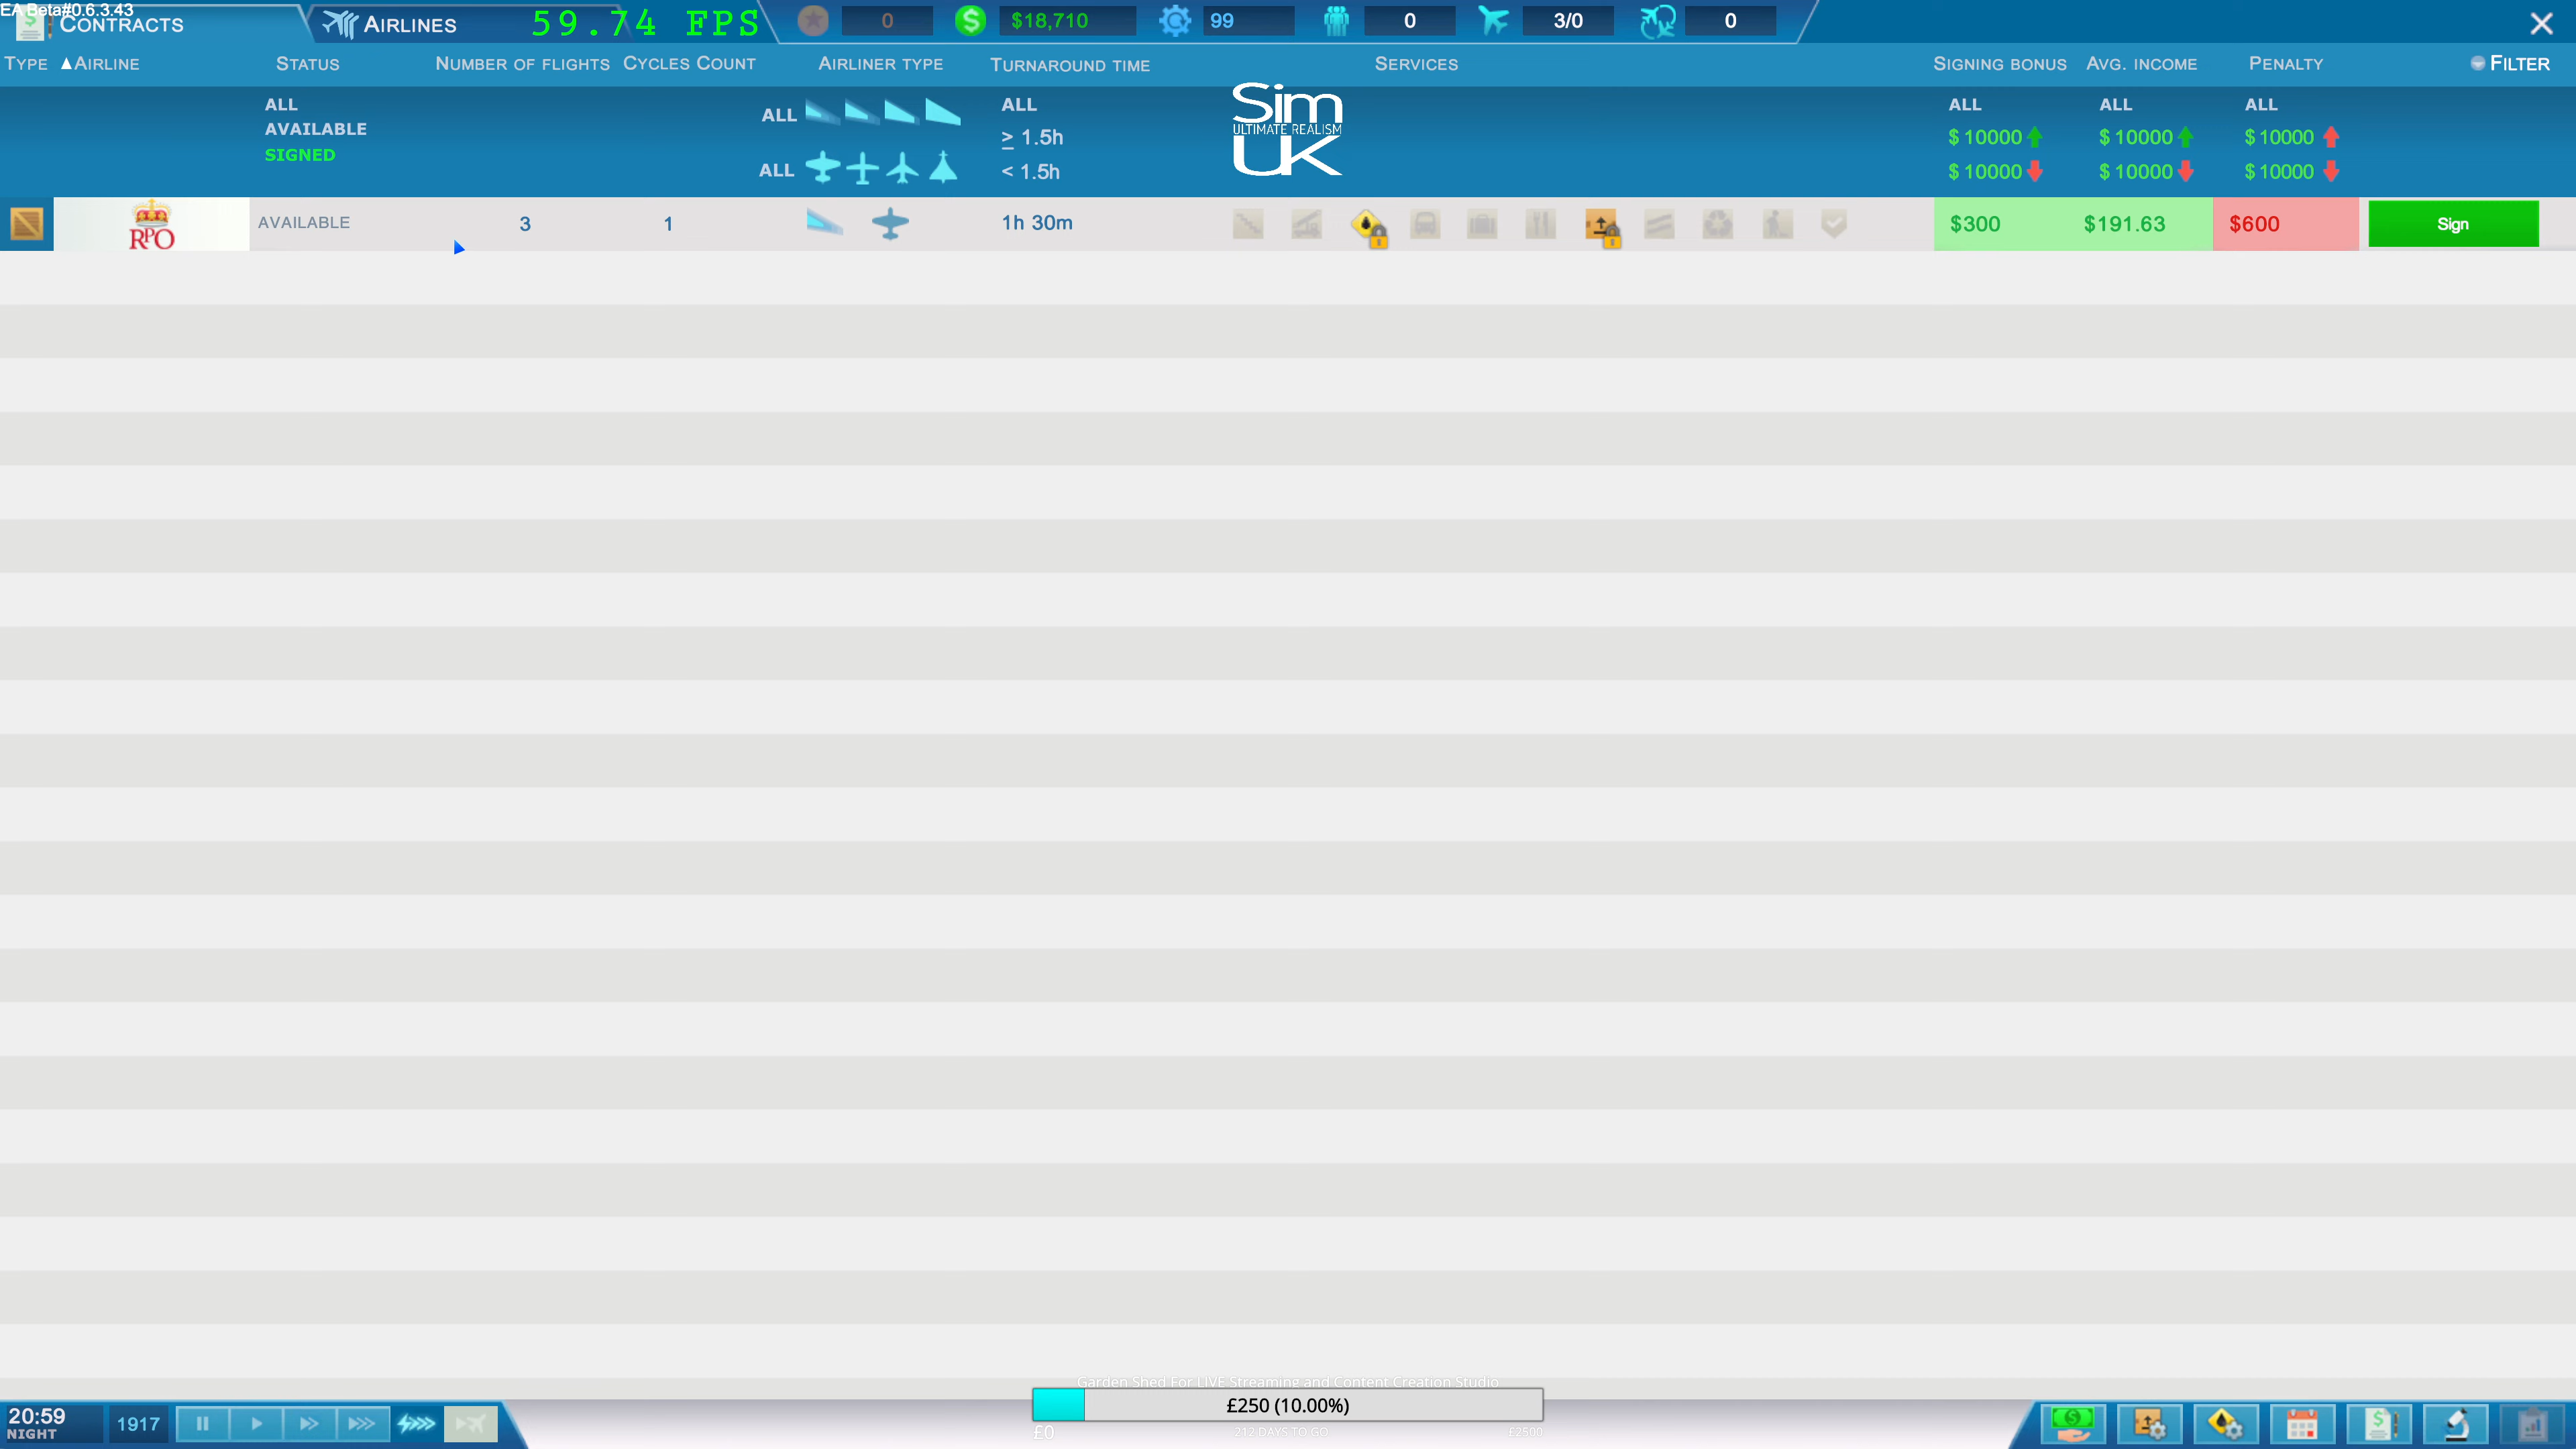 EA Beta#0.6.3.43
CONTRACTS
AIRLINES
59.74 FPS
0
$18,710
99
0
3/0
0
TYPE ▲AIRLINE STATUS NUMBER OF FLIGHTS CYCLES COUNT AIRLINER TYPE TURNAROUND TIME SERVICES SIGNING BONUS AVG. INCOME PENALTY FILTER
ALL
AVAILABLE
SIGNED
ALL
ALL
ALL
≥ 1.5h
< 1.5h
Sim
ULTIMATE REALISM
UK
ALL
$ 10000
$ 10000
ALL
$ 10000
$ 10000
ALL
$ 10000
$ 10000
RPO AVAILABLE 3 1 1h 30m $300 $191.63 $600 Sign
Garden Shed For LIVE Streaming and Content Creation Studio
£250 (10.00%)
£0 212 DAYS TO GO £2500
20:59
NIGHT
1917